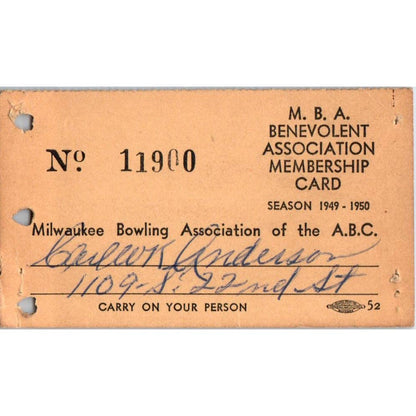 M. B. A.
BENEVOLENT
ASSOCIATION
MEMBERSHIP
CARD
SEASON 1949 - 1950
No. 11900
Milwaukee Bowling Association of the A.B.C.
Anderson
1109-S. 22nd St
CARRY ON YOUR PERSON
52